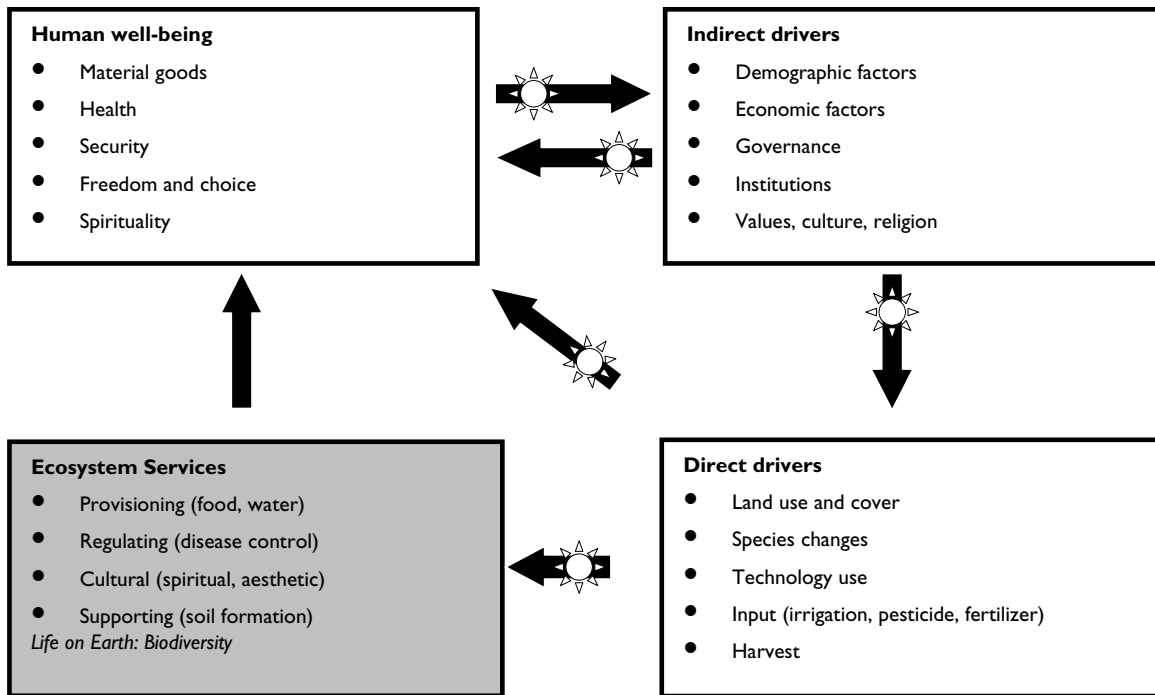 Human well-being
● Material goods
● Health
● Security
● Freedom and choice
● Spirituality
Indirect drivers
● Demographic factors
● Economic factors
● Governance
● Institutions
● Values, culture, religion
Ecosystem Services
● Provisioning (food, water)
● Regulating (disease control)
● Cultural (spiritual, aesthetic)
● Supporting (soil formation)
Life on Earth: Biodiversity
Direct drivers
● Land use and cover
● Species changes
● Technology use
● Input (irrigation, pesticide, fertilizer)
● Harvest